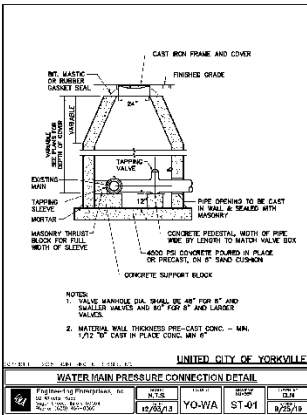 CAST IRON FRAME AND COVER
BIT. MASTIC
OR RUBBER
GASKET SEAL
FINISHED GRADE
24"
VARIABLE
SEE PLANS FOR
DEPTH OF COVER
VARIABLE
TAPPING
VALVE
EXISTING
MAIN
12"
TAPPING
SLEEVE
MORTAR
PIPE OPENING TO BE CAST
IN WALL & SEALED WITH
MASONRY
MASONRY THRUST
BLOCK FOR FULL
WIDTH OF SLEEVE
CONCRETE PEDESTAL, WIDTH OF PIPE
WIDE BY LENGTH TO MATCH VALVE BOX
4000 PSI CONCRETE POURED IN PLACE
OR PRECAST, ON 6" SAND CUSHION
CONCRETE SUPPORT BLOCK
NOTES:
1. VALVE MANHOLE DIA. SHALL BE 48" FOR 6" AND
SMALLER VALVES AND 60" FOR 8" AND LARGER
VALVES.
2. MATERIAL WALL THICKNESS PRE-CAST CONC. - MIN.
1/12 "D" CAST IN PLACE CONC. MIN 6"
UNITED CITY OF YORKVILLE
WATER MAIN PRESSURE CONNECTION DETAIL
Engineering Enterprises, Inc.
N.T.S.
12/03/13
YO-WA
ST-01